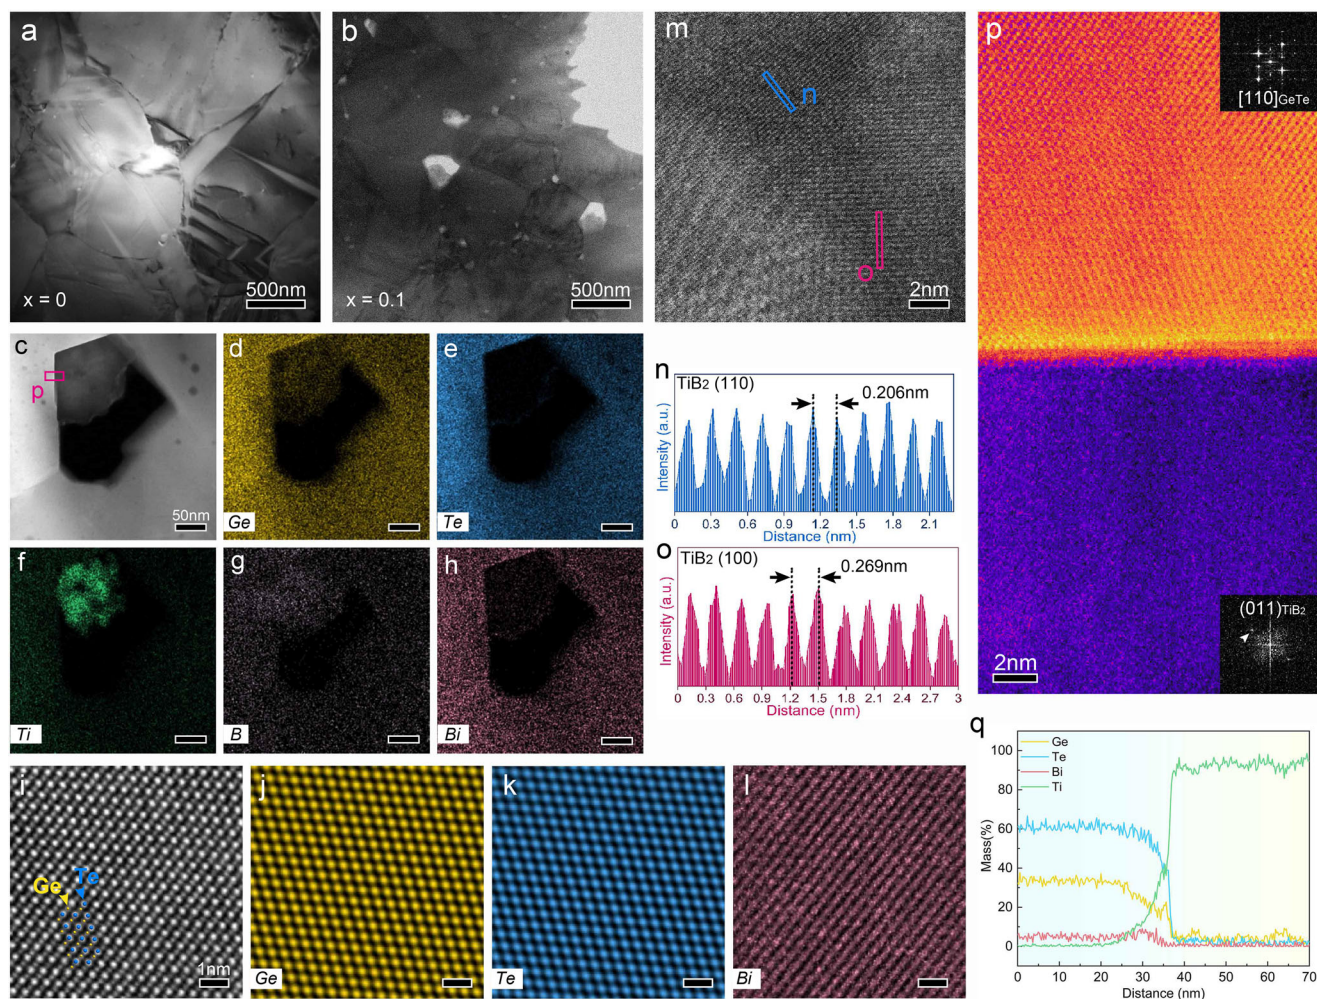 a
x = 0
500nm
b
x = 0.1
500nm
m
n
o
2nm
p
[110]GeTe
(011)TiB₂
2nm
c
p
50nm
d
Ge
e
Te
f
Ti
g
B
h
Bi
n
TiB₂ (110)
0.206nm
Intensity (a.u.)
0 0.3 0.6 0.9 1.2 1.5 1.8 2.1
Distance (nm)
o
TiB₂ (100)
0.269nm
Intensity (a.u.)
0 0.3 0.6 0.9 1.2 1.5 1.8 2.1 2.4 2.7 3
Distance (nm)
i
Ge
Te
1nm
j
Ge
k
Te
l
Bi
q
Ge
Te
Bi
Ti
100
80
60
40
20
0
Mass(%)
0 10 20 30 40 50 60 70
Distance (nm)